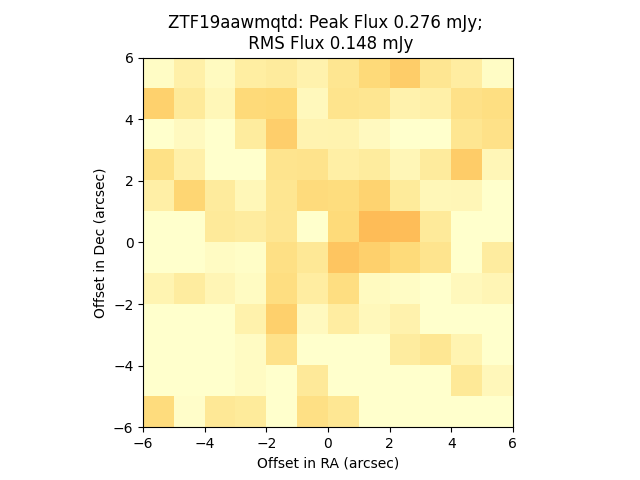 ZTF19aawmqtd: Peak Flux 0.276 mJy;
RMS Flux 0.148 mJy
6
4
2
0
−2
−4
−6
Offset in Dec (arcsec)
−6 −4 −2 0 2 4 6
Offset in RA (arcsec)